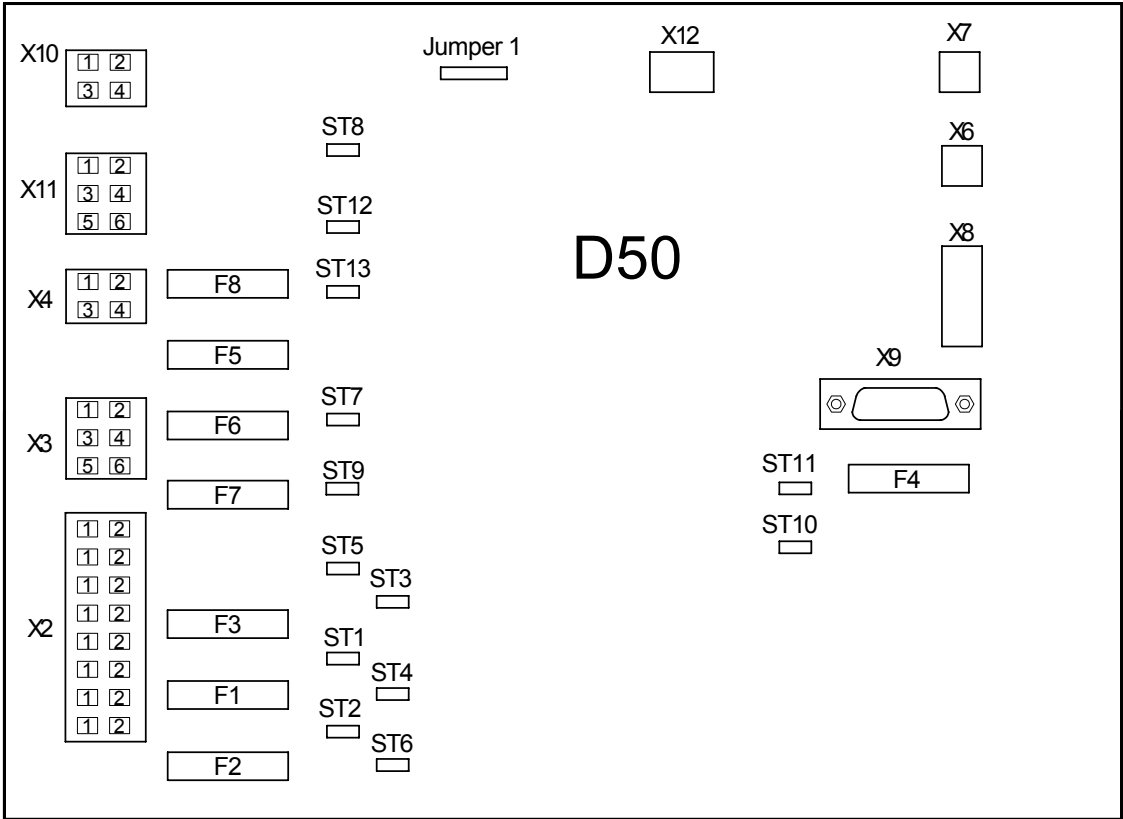 X10
1 2
3 4
Jumper 1
X12
X7
ST8
X6
X11
1 2
3 4
5 6
ST12
D50
X8
X4
1 2
3 4
F8
ST13
F5
X9
X3
1 2
3 4
5 6
F6
ST7
F7
ST9
ST11
F4
ST10
X2
1 2
1 2
1 2
1 2
1 2
1 2
1 2
1 2
ST5
ST3
F3
ST1
ST4
F1
ST2
ST6
F2